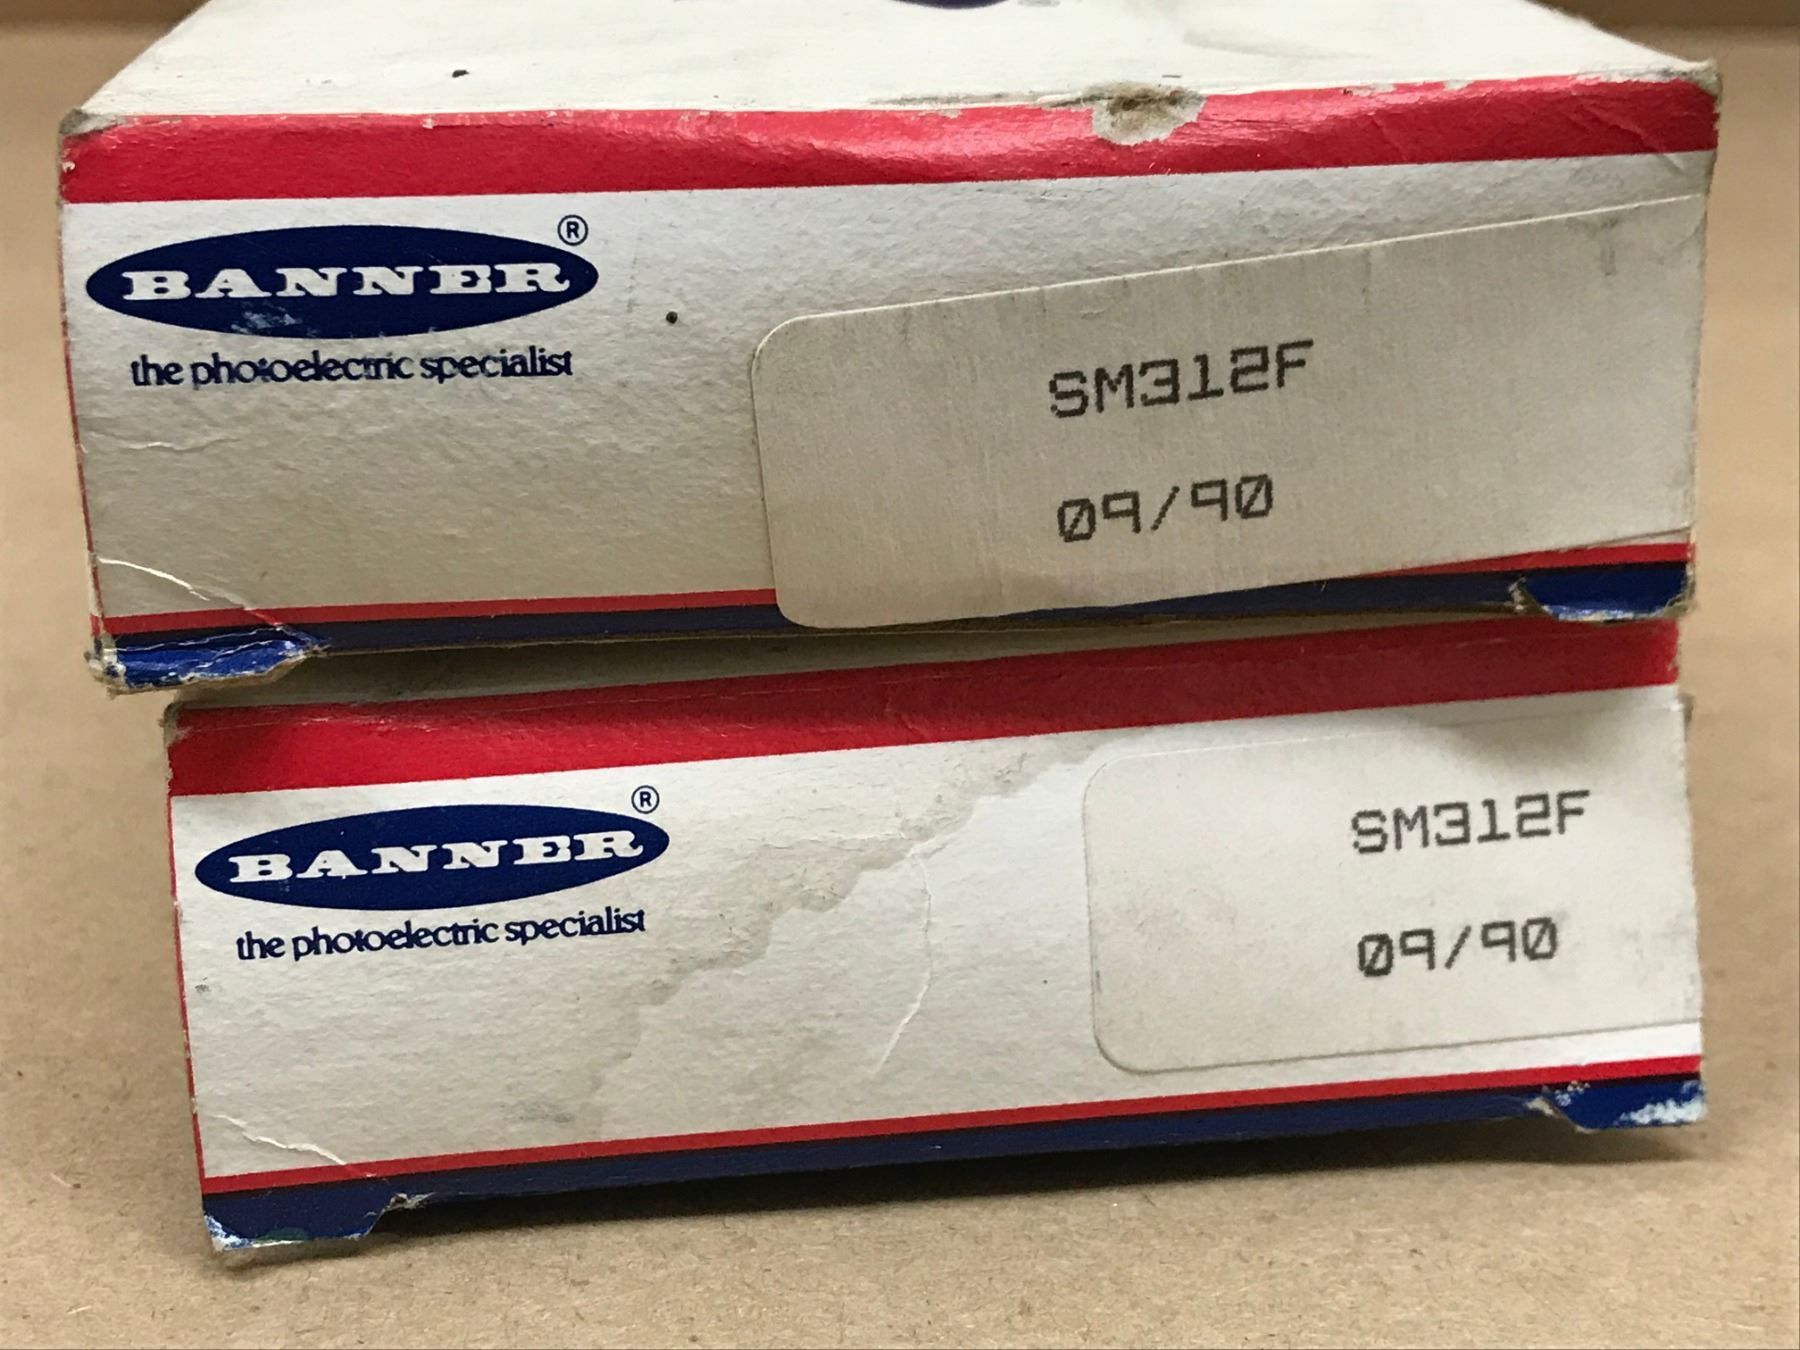 BANNER®
the photoelectric specialist
SM312F
09/90
BANNER®
the photoelectric specialist
SM312F
09/90